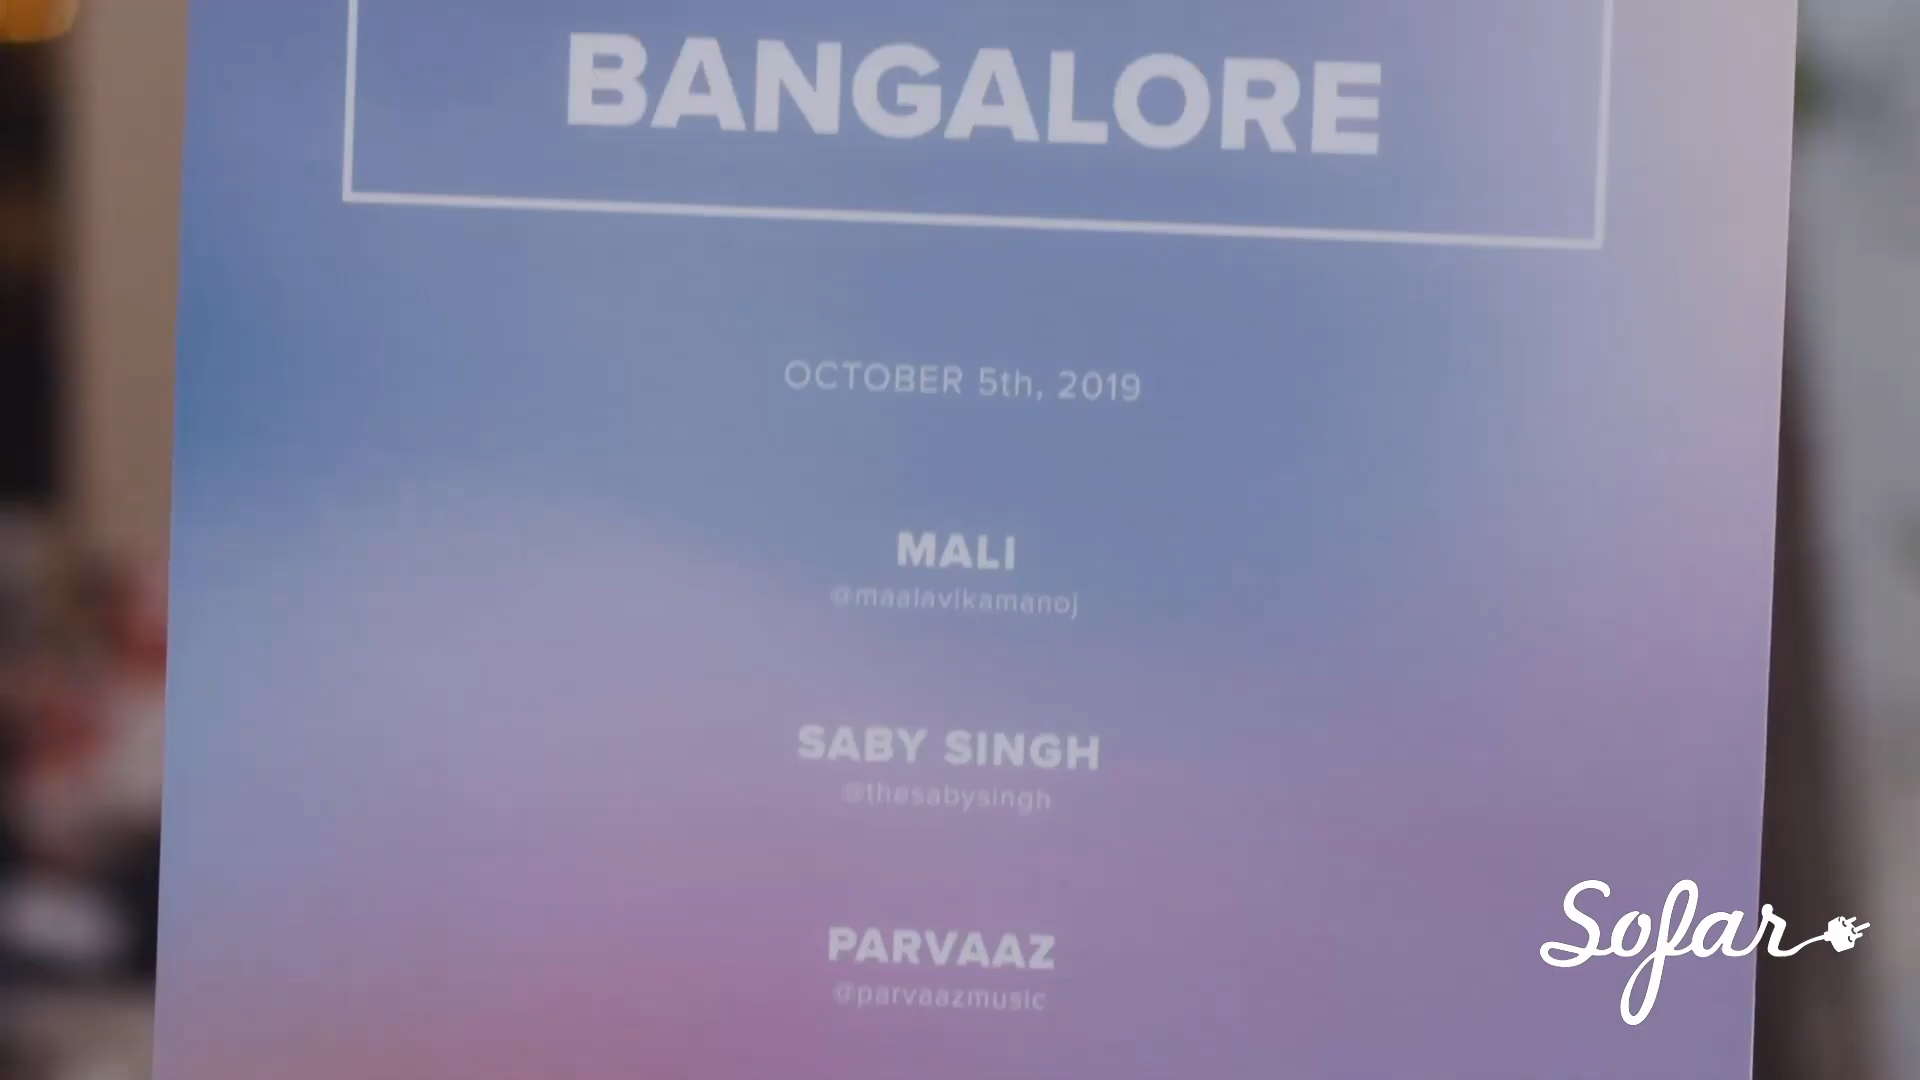 BANGALORE
OCTOBER 5th, 2019
MALI
@maalavikamanoj
SABY SINGH
@thesabysingh
PARVAAZ
@parvaazmusic
Sofar